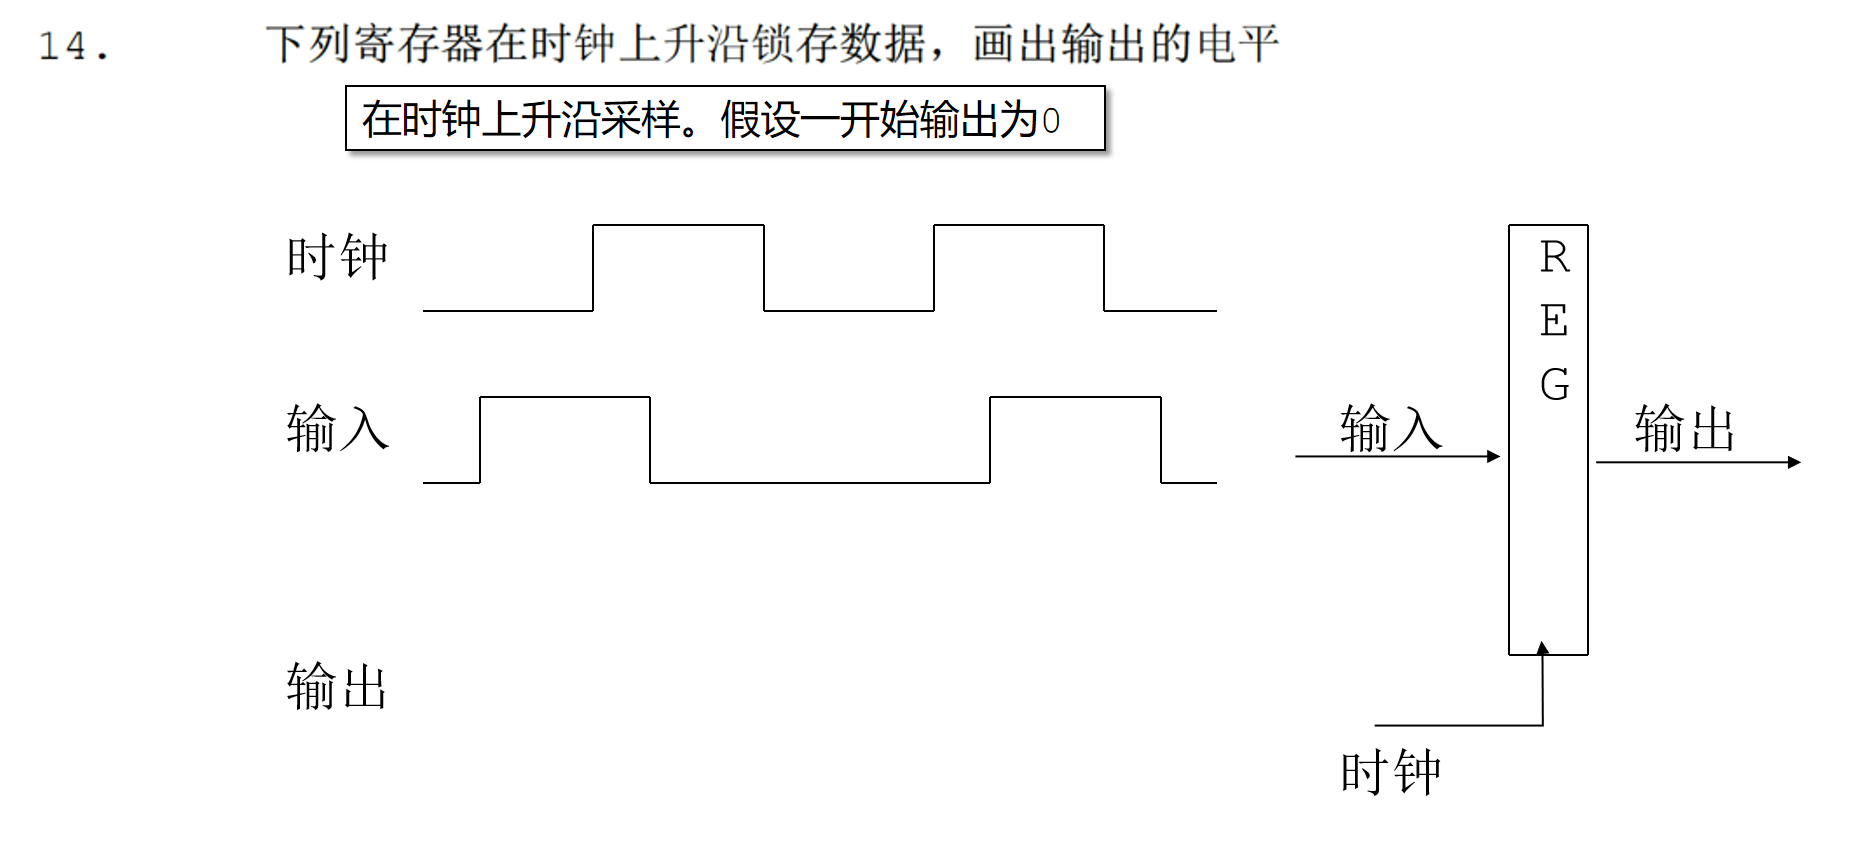 14. 下列寄存器在时钟上升沿锁存数据，画出输出的电平
在时钟上升沿采样。假设一开始输出为0
时钟
输入
输出
R
E
G
输入
输出
时钟